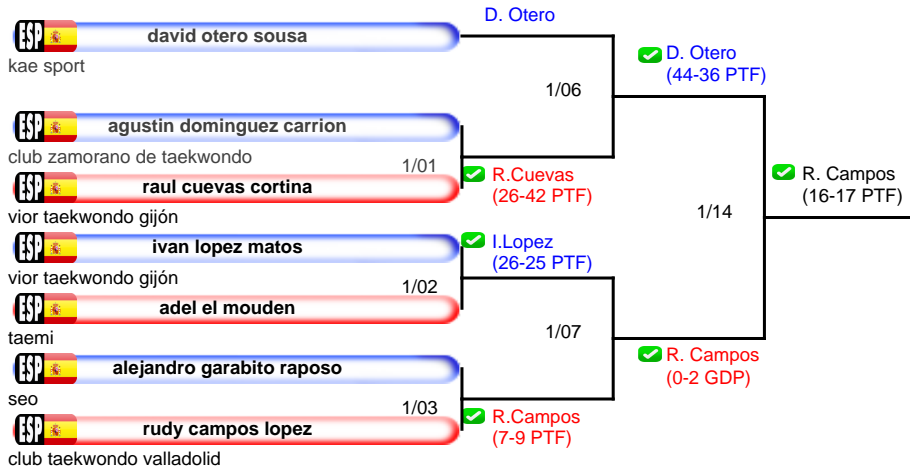 D. Otero
ESP david otero sousa
kae sport
D. Otero
(44-36 PTF)
1/06
ESP agustin dominguez carrion
club zamorano de taekwondo
1/01
ESP raul cuevas cortina
vior taekwondo gijón
R.Cuevas
(26-42 PTF)
R. Campos
(16-17 PTF)
1/14
ESP ivan lopez matos
vior taekwondo gijón
I.Lopez
(26-25 PTF)
1/02
ESP adel el mouden
taemi
1/07
ESP alejandro garabito raposo
seo
R. Campos
(0-2 GDP)
1/03
ESP rudy campos lopez
club taekwondo valladolid
R.Campos
(7-9 PTF)